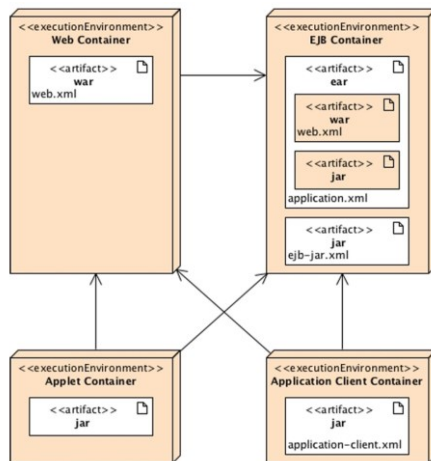 <<executionEnvironment>>
Web Container
<<artifact>>
war
web.xml
<<executionEnvironment>>
EJB Container
<<artifact>>
ear
<<artifact>>
war
web.xml
<<artifact>>
jar
application.xml
<<artifact>>
jar
ejb-jar.xml
<<executionEnvironment>>
Applet Container
<<artifact>>
jar
<<executionEnvironment>>
Application Client Container
<<artifact>>
jar
application-client.xml